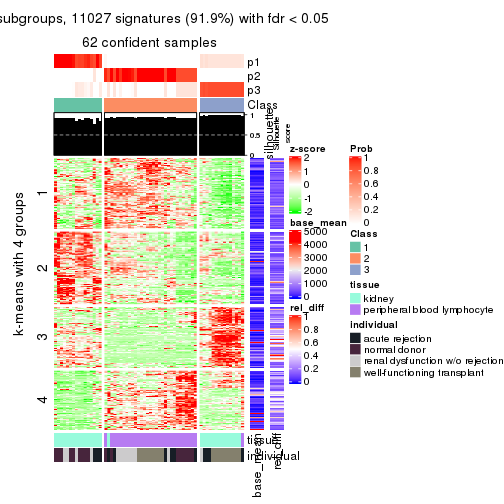 subgroups, 11027 signatures (91.9%) with fdr < 0.05
62 confident samples
p1
p2
p3
Class
1
0.5
0
silhouette
Silhouette
score
k-means with 4 groups
1
2
3
4
tissue
individual
base_mean
rel_diff
z-score
2
1
0
-1
-2
base_mean
5000
4000
3000
2000
1000
0
rel_diff
1
0.8
0.6
0.4
0.2
0
Prob
1
0.8
0.6
0.4
0.2
0
Class
1
2
3
tissue
kidney
peripheral blood lymphocyte
individual
acute rejection
normal donor
renal dysfunction w/o rejection
well-functioning transplant